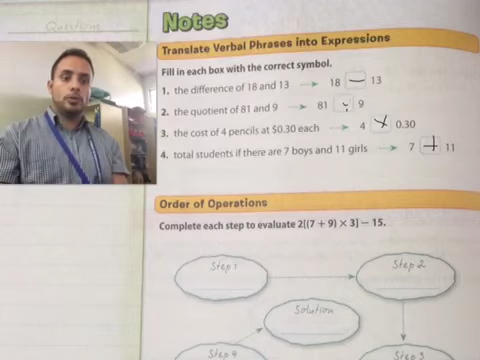 Questions
Notes
Translate Verbal Phrases into Expressions
Fill in each box with the correct symbol.
1. the difference of 18 and 13 → 18 − 13
2. the quotient of 81 and 9 → 81 ÷ 9
3. the cost of 4 pencils at $0.30 each → 4 × 0.30
4. total students if there are 7 boys and 11 girls → 7 + 11
Order of Operations
Complete each step to evaluate 2[(7 + 9) × 3] − 15.
Step 1
Step 2
Solution
Step 4
Step 3